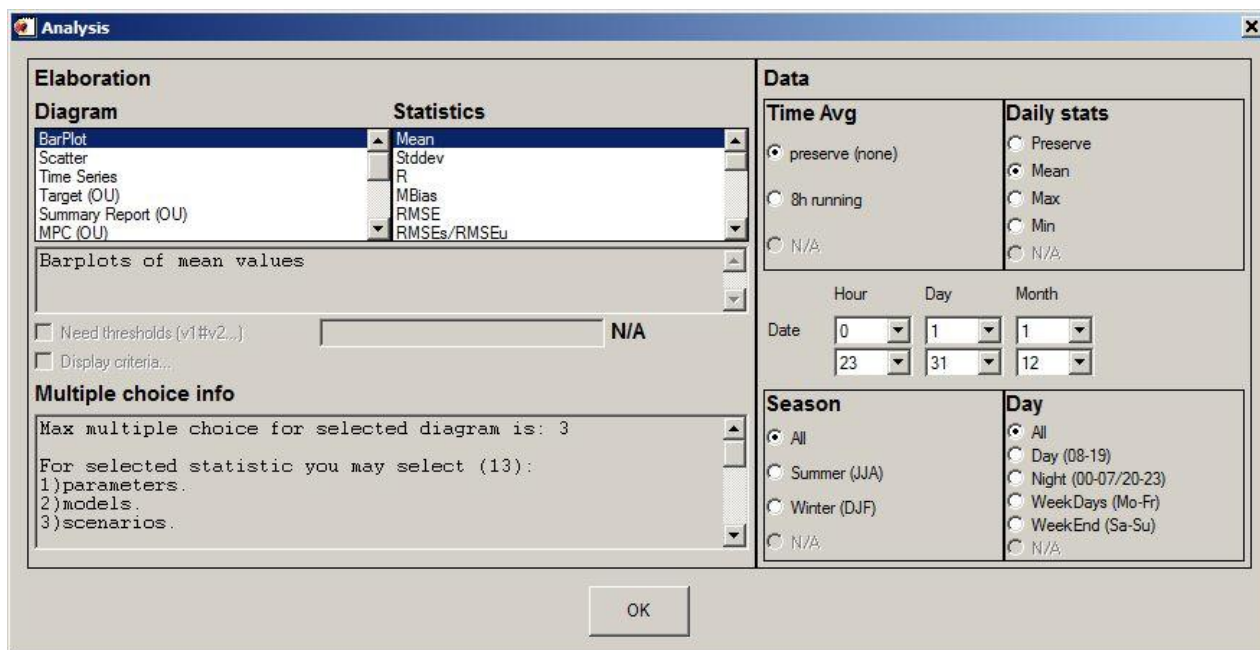 Analysis
Elaboration
Diagram
Statistics
BarPlot
Scatter
Time Series
Target (OU)
Summary Report (OU)
MPC (OU)
Mean
Stddev
R
MBias
RMSE
RMSEs/RMSEu
Barplots of mean values
Need thresholds (v1#v2...)
N/A
Display criteria...
Multiple choice info
Max multiple choice for selected diagram is: 3
For selected statistic you may select (13):
1)parameters.
2)models.
3)scenarios.
Data
Time Avg
preserve (none)
8h running
N/A
Daily stats
Preserve
Mean
Max
Min
N/A
Hour Day Month
Date 0 1 1
23 31 12
Season
All
Summer (JJA)
Winter (DJF)
N/A
Day
All
Day (08-19)
Night (00-07/20-23)
WeekDays (Mo-Fr)
WeekEnd (Sa-Su)
N/A
OK